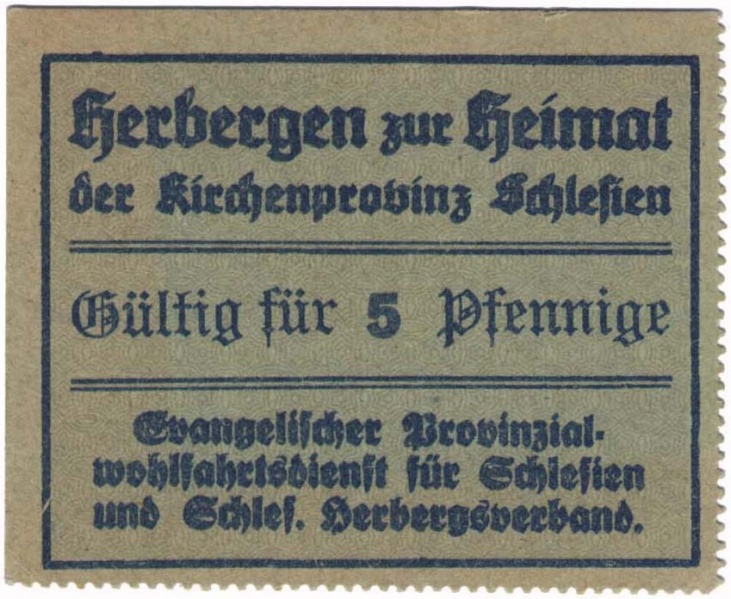 Herbergen zur Heimat
der Kirchenprovinz Schlesien
Gültig für 5 Pfennige
Evangelischer Provinzial-
wohlfahrtsdienst für Schlesien
und Schles. Herbergsverband.